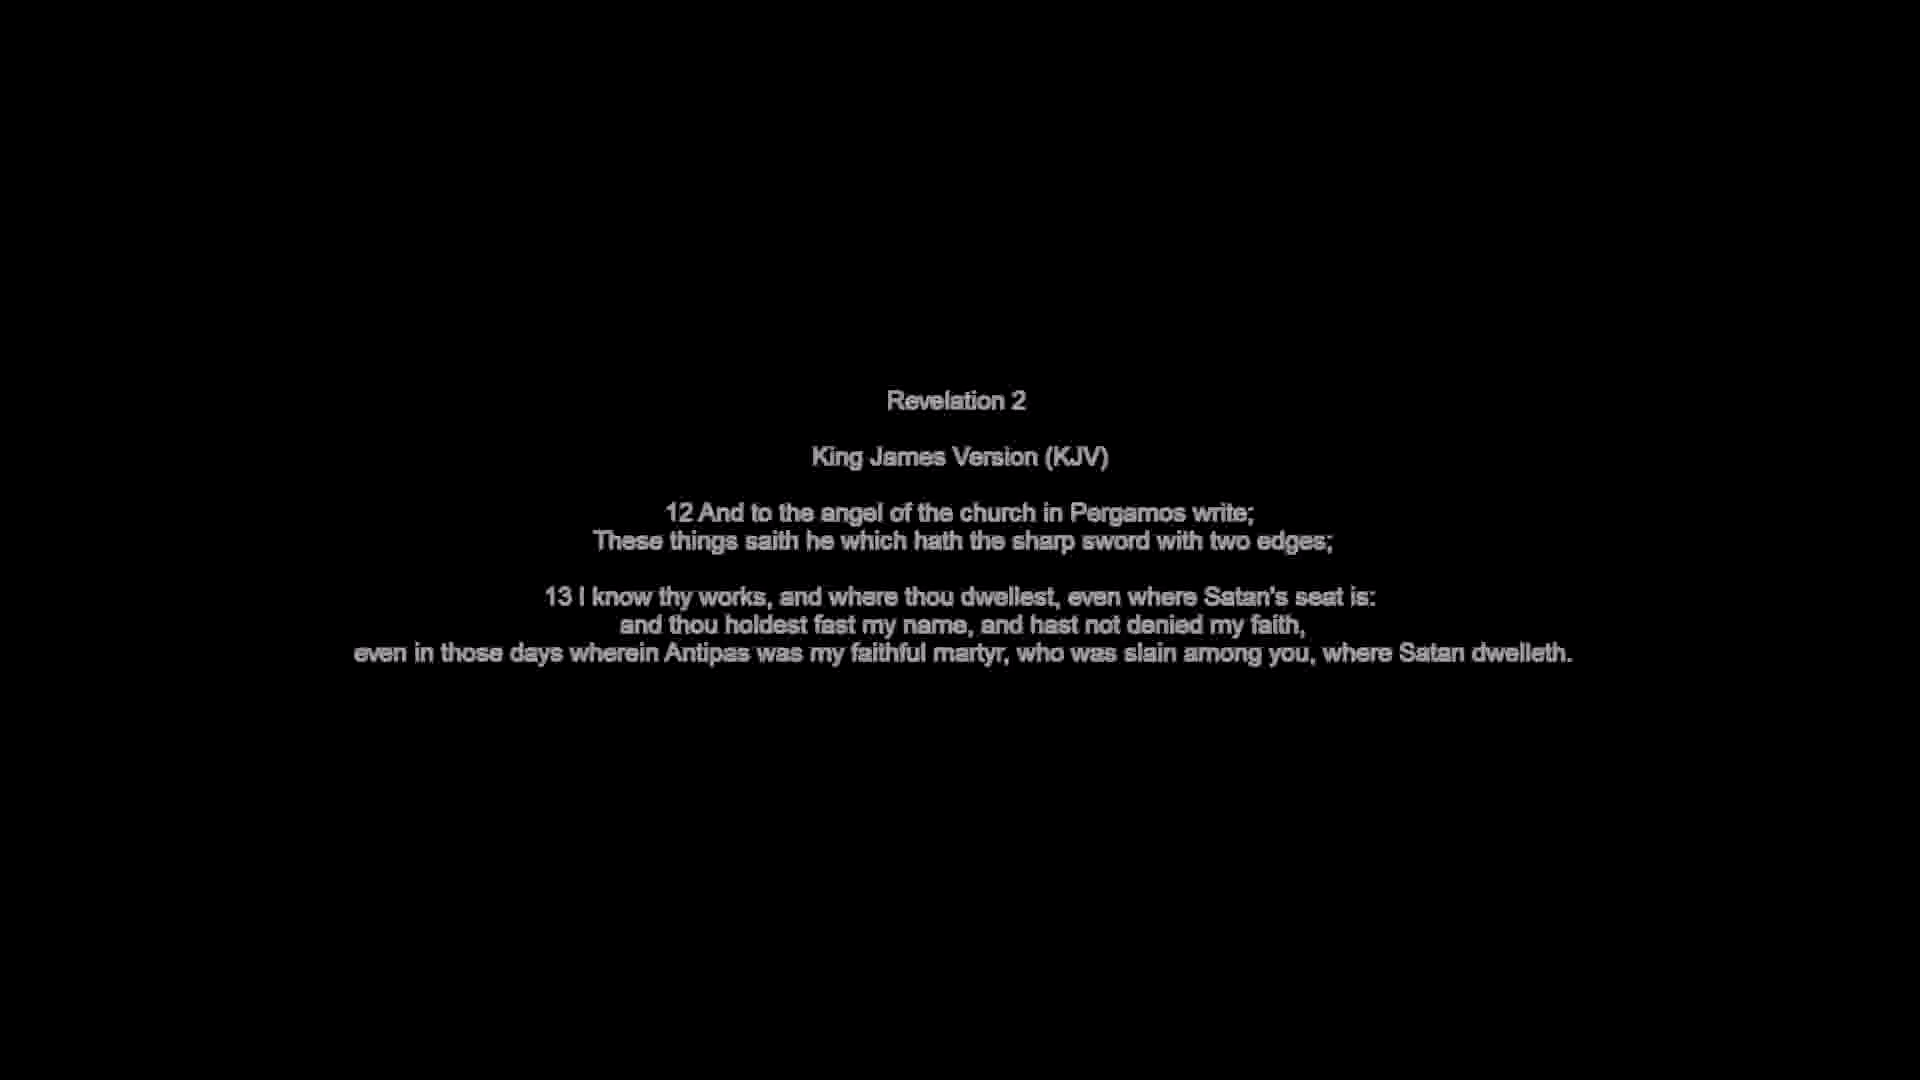 Revelation 2
King James Version (KJV)
12 And to the angel of the church in Pergamos write;
These things saith he which hath the sharp sword with two edges;
13 I know thy works, and where thou dwellest, even where Satan's seat is:
and thou holdest fast my name, and hast not denied my faith,
even in those days wherein Antipas was my faithful martyr, who was slain among you, where Satan dwelleth.